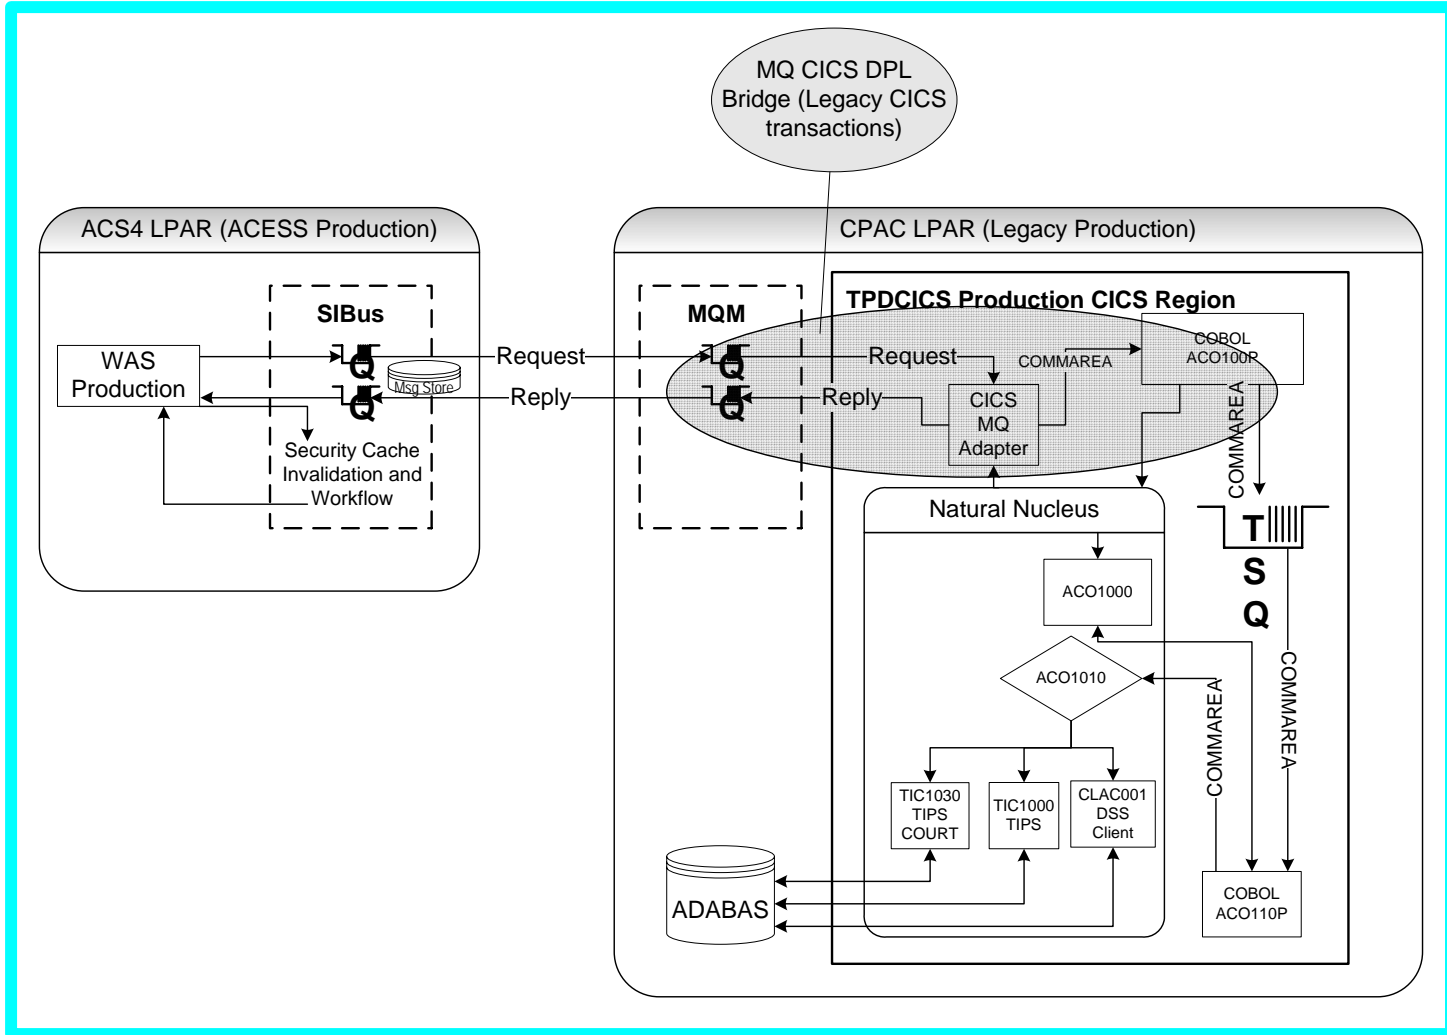 MQ CICS DPL
Bridge (Legacy CICS
transactions)
ACS4 LPAR (ACESS Production)
CPAC LPAR (Legacy Production)
SIBus
MQM
TPDCICS Production CICS Region
WAS
Production
Q
Q
Msg Store
Request
Reply
Q
Q
Request
Reply
COMMAREA
COBOL
ACO100P
CICS
MQ
Adapter
COMMAREA
Security Cache
Invalidation and
Workflow
Natural Nucleus
T
S
Q
ACO1000
ACO1010
COMMAREA
COMMAREA
TIC1030
TIPS
COURT
TIC1000
TIPS
CLAC001
DSS
Client
ADABAS
COBOL
ACO110P